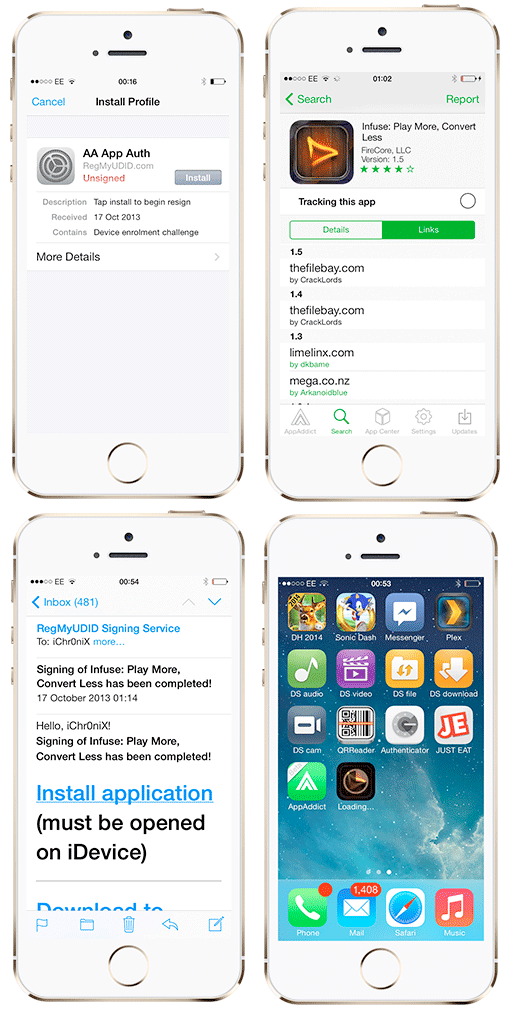 EE 00:16
Cancel Install Profile
AA App Auth
RegMyUDID.com
Unsigned Install
Description Tap install to begin resign
Received 17 Oct 2013
Contains Device enrolment challenge
More Details
EE 01:02
Search Report
Infuse: Play More, Convert
Less
FireCore, LLC
Version: 1.5
Tracking this app
Details Links
1.5
thefilebay.com
by CrackLords
1.4
thefilebay.com
by CrackLords
1.3
limelinx.com
by dkbame
mega.co.nz
by Arkanoidblue
AppAddict Search App Center Settings Updates
EE 00:54
Inbox (481)
RegMyUDID Signing Service
To: iChr0niX more...
Signing of Infuse: Play More,
Convert Less has been completed!
17 October 2013 01:14
Hello, iChr0niX!
Signing of Infuse: Play More,
Convert Less has been completed!
Install application
(must be opened
on iDevice)
Download to
EE 00:53
2014
DH 2014 Sonic Dash Messenger Plex
DS audio DS video DS file DS download
JE
DS cam QRReader Authenticator JUST EAT
AppAddict Loading...
1,408
Phone Mail Safari Music